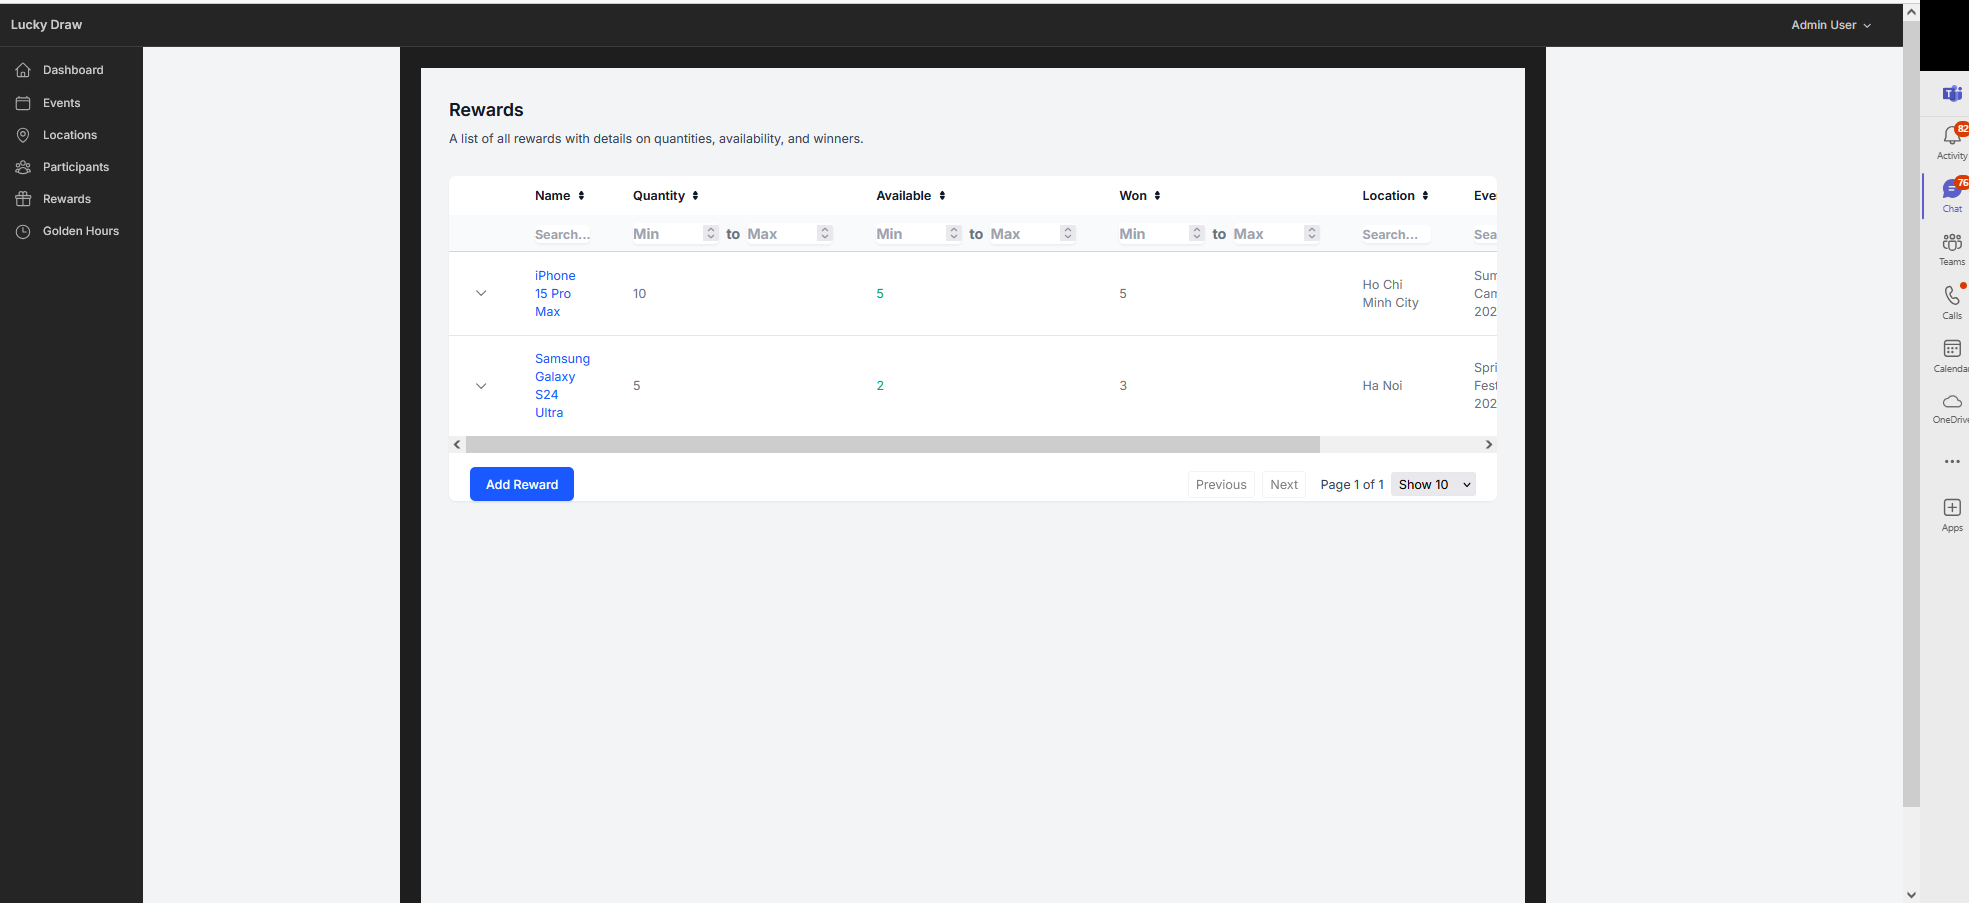 Lucky Draw
Admin User
Dashboard
Events
Locations
Participants
Rewards
Golden Hours
Rewards
A list of all rewards with details on quantities, availability, and winners.
Name Quantity Available Won Location Eve
Search... Min to Max Min to Max Min to Max Search... Sea
iPhone
15 Pro
Max
10
5
5
Ho Chi
Minh City
Sum
Cam
202
Samsung
Galaxy
S24
Ultra
5
2
3
Ha Noi
Spri
Fest
202
Add Reward
Previous Next Page 1 of 1 Show 10
82
Activity
76
Chat
Teams
Calls
Calendar
OneDrive
Apps